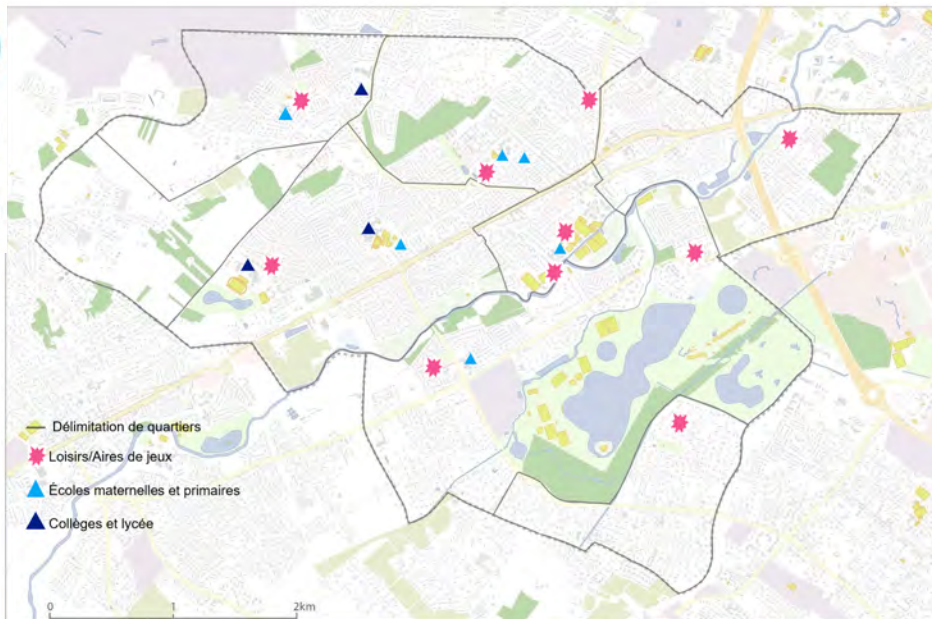 Délimitation de quartiers
Loisirs/Aires de jeux
Écoles maternelles et primaires
Collèges et lycée
0 1 2km